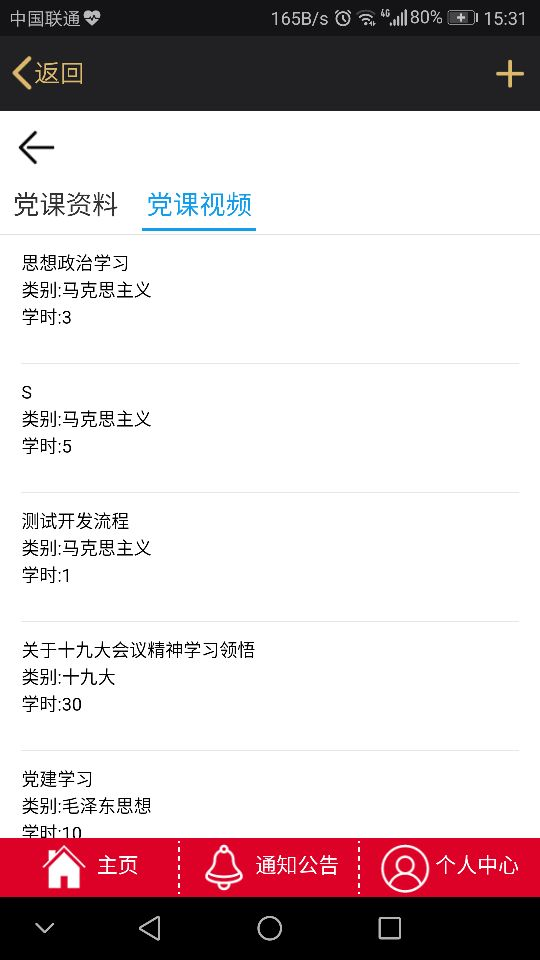 中国联通 165B/s 4G 80% 15:31
返回
党课资料 党课视频
思想政治学习
类别:马克思主义
学时:3
S
类别:马克思主义
学时:5
测试开发流程
类别:马克思主义
学时:1
关于十九大会议精神学习领悟
类别:十九大
学时:30
党建学习
类别:毛泽东思想
学时:10
主页 通知公告 个人中心